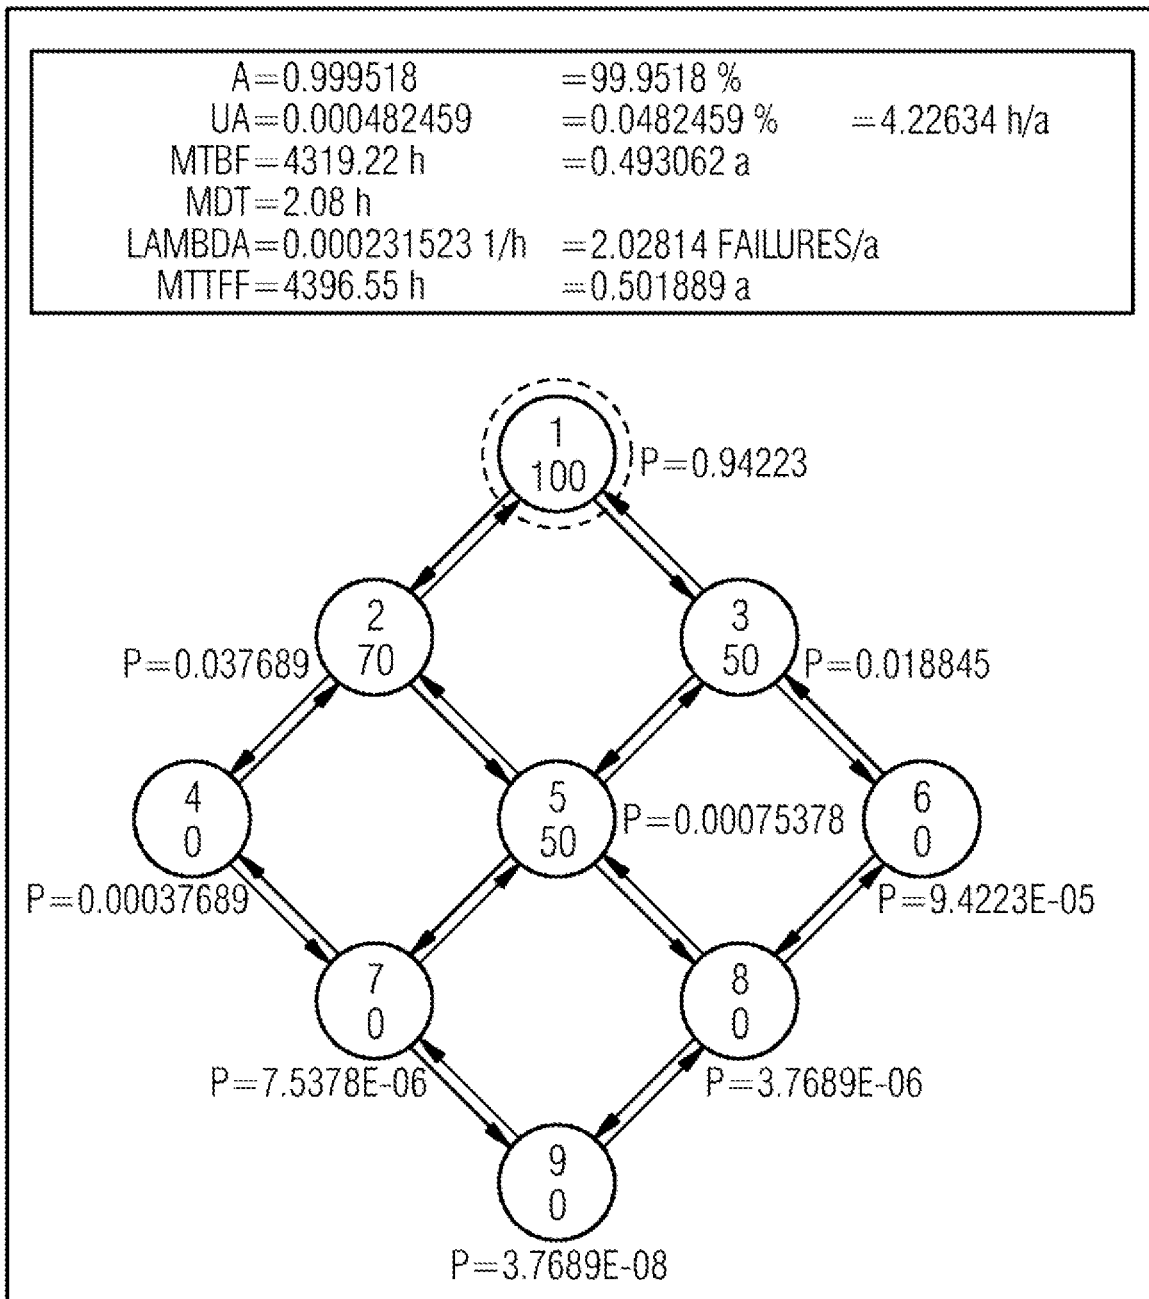 A=0.999518 =99.9518 %
UA=0.000482459 =0.0482459 % =4.22634 h/a
MTBF=4319.22 h =0.493062 a
MDT=2.08 h
LAMBDA=0.000231523 1/h =2.02814 FAILURES/a
MTTFF=4396.55 h =0.501889 a
1
100
P=0.94223
2
70
P=0.037689
3
50
P=0.018845
4
0
P=0.00037689
5
50
P=0.00075378
6
0
P=9.4223E-05
7
0
P=7.5378E-06
8
0
P=3.7689E-06
9
0
P=3.7689E-08